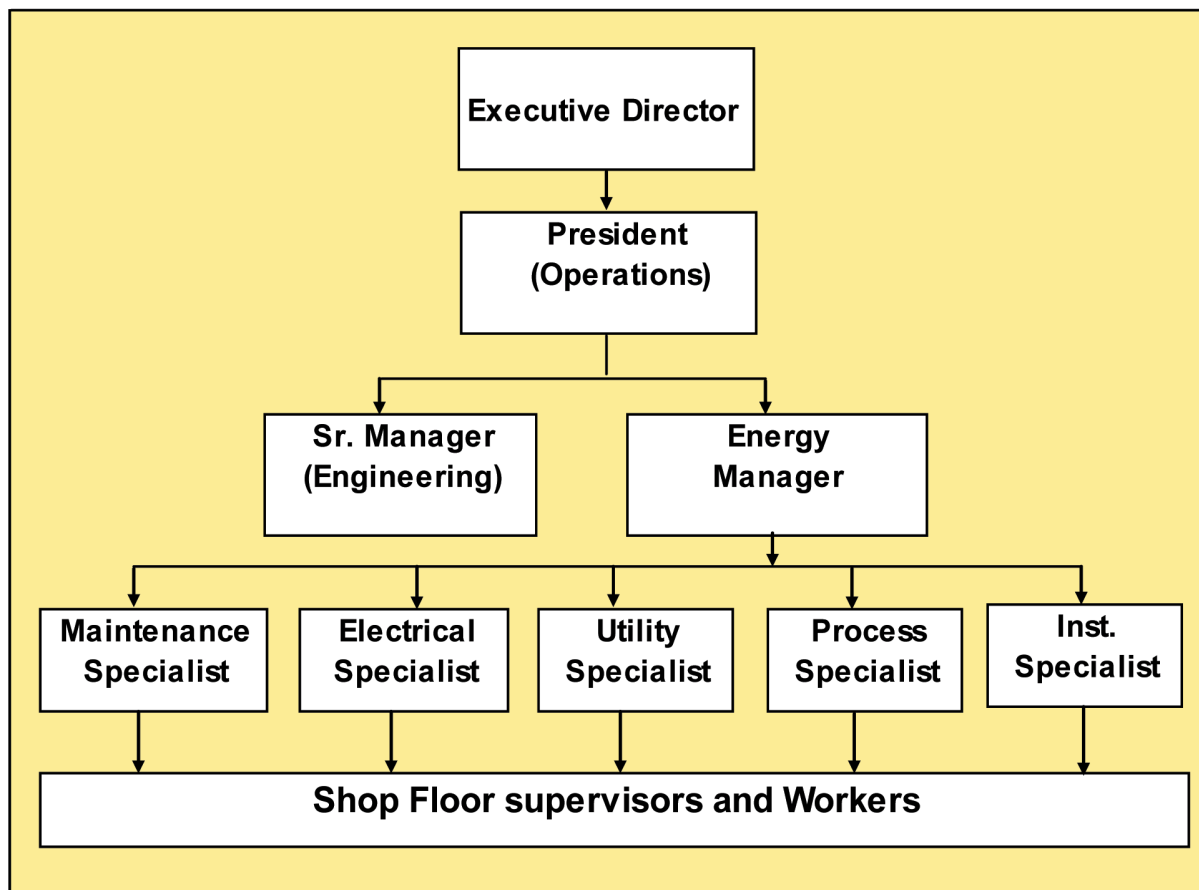 Executive Director
President
(Operations)
Sr. Manager
(Engineering)
Energy
Manager
Maintenance
Specialist
Electrical
Specialist
Utility
Specialist
Process
Specialist
Inst.
Specialist
Shop Floor supervisors and Workers